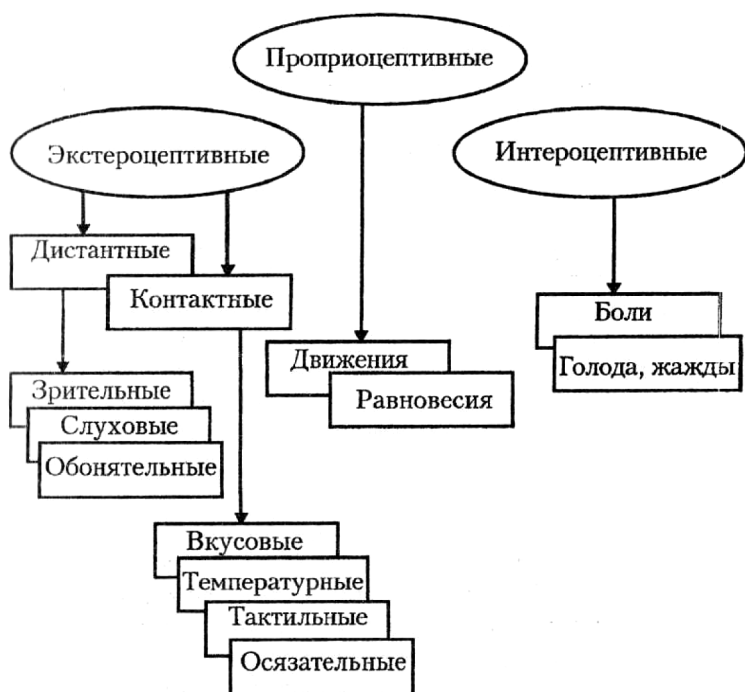 Проприоцептивные
Экстероцептивные
Интероцептивные
Дистантные
Контактные
Зрительные
Слуховые
Обонятельные
Вкусовые
Температурные
Тактильные
Осязательные
Движения
Равновесия
Боли
Голода, жажды